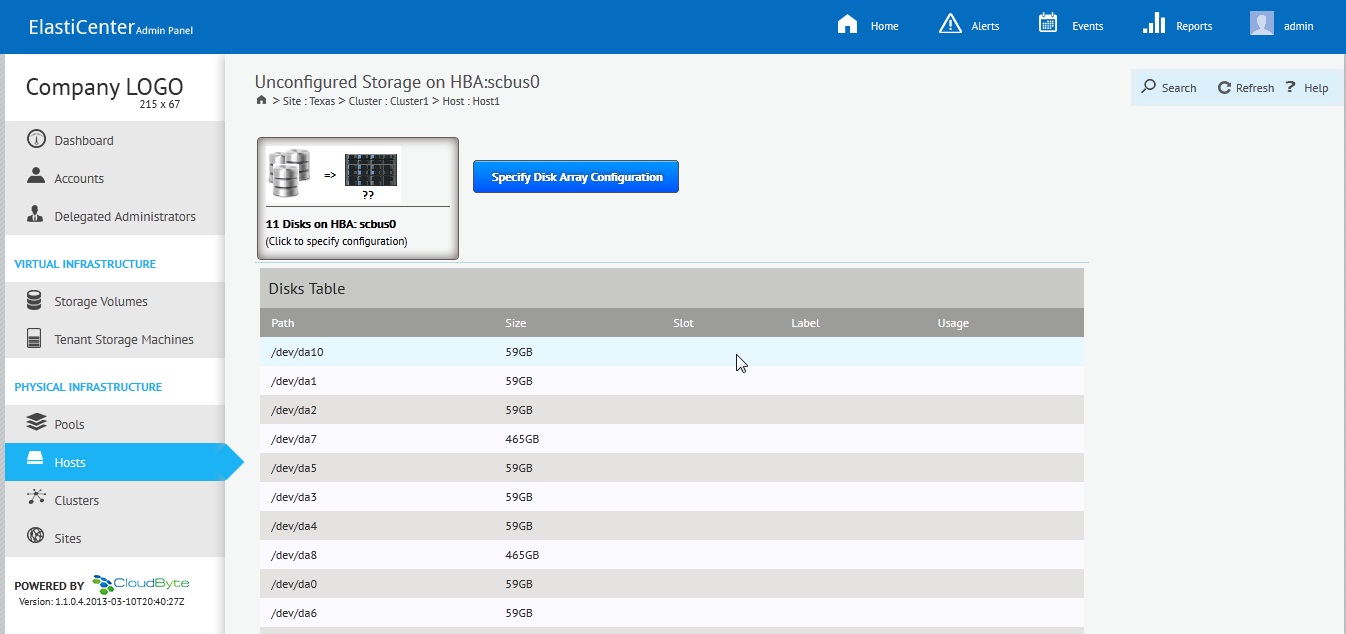 ElastiCenter Admin Panel
Home
Alerts
Events
Reports
admin
Company LOGO
215 x 67
Dashboard
Accounts
Delegated Administrators
VIRTUAL INFRASTRUCTURE
Storage Volumes
Tenant Storage Machines
PHYSICAL INFRASTRUCTURE
Pools
Hosts
Clusters
Sites
POWERED BY CloudByte
Version: 1.1.0.4.2013-03-10T20:40:27Z
Unconfigured Storage on HBA:scbus0
> Site : Texas > Cluster : Cluster1 > Host : Host1
Search
Refresh
? Help
=>
??
11 Disks on HBA: scbus0
(Click to specify configuration)
Specify Disk Array Configuration
Disks Table
Path Size Slot Label Usage
/dev/da10 59GB
/dev/da1 59GB
/dev/da2 59GB
/dev/da7 465GB
/dev/da5 59GB
/dev/da3 59GB
/dev/da4 59GB
/dev/da8 465GB
/dev/da0 59GB
/dev/da6 59GB